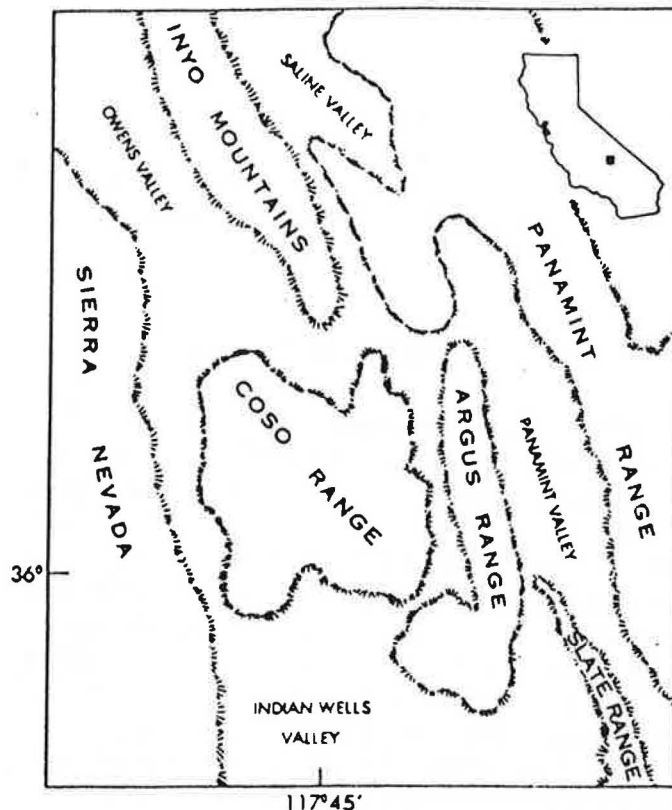 INYO MOUNTAINS
SALINE VALLEY
OWENS VALLEY
SIERRA NEVADA
PANAMINT RANGE
COSO RANGE
ARGUS RANGE
PANAMINT VALLEY
36°
SLATE RANGE
INDIAN WELLS
VALLEY
117°45'